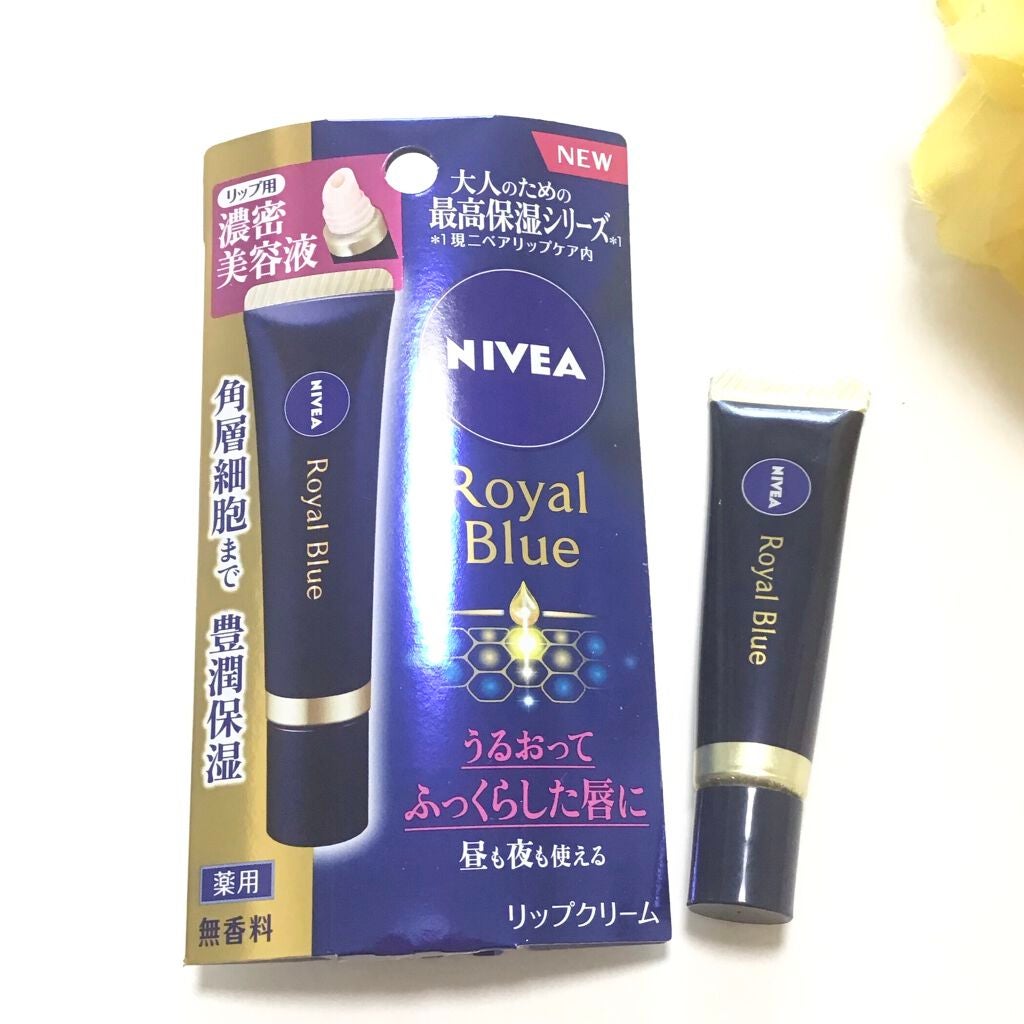 NEW
リップ用
濃密
美容液
大人のための
最高保湿シリーズ*1
*1 現ニベアリップケア内
NIVEA
Royal
Blue
NIVEA
Royal Blue
角層細胞まで 豊潤保湿
うるおって
ふっくらした唇に
昼も夜も使える
薬用
無香料
リップクリーム
NIVEA
Royal Blue